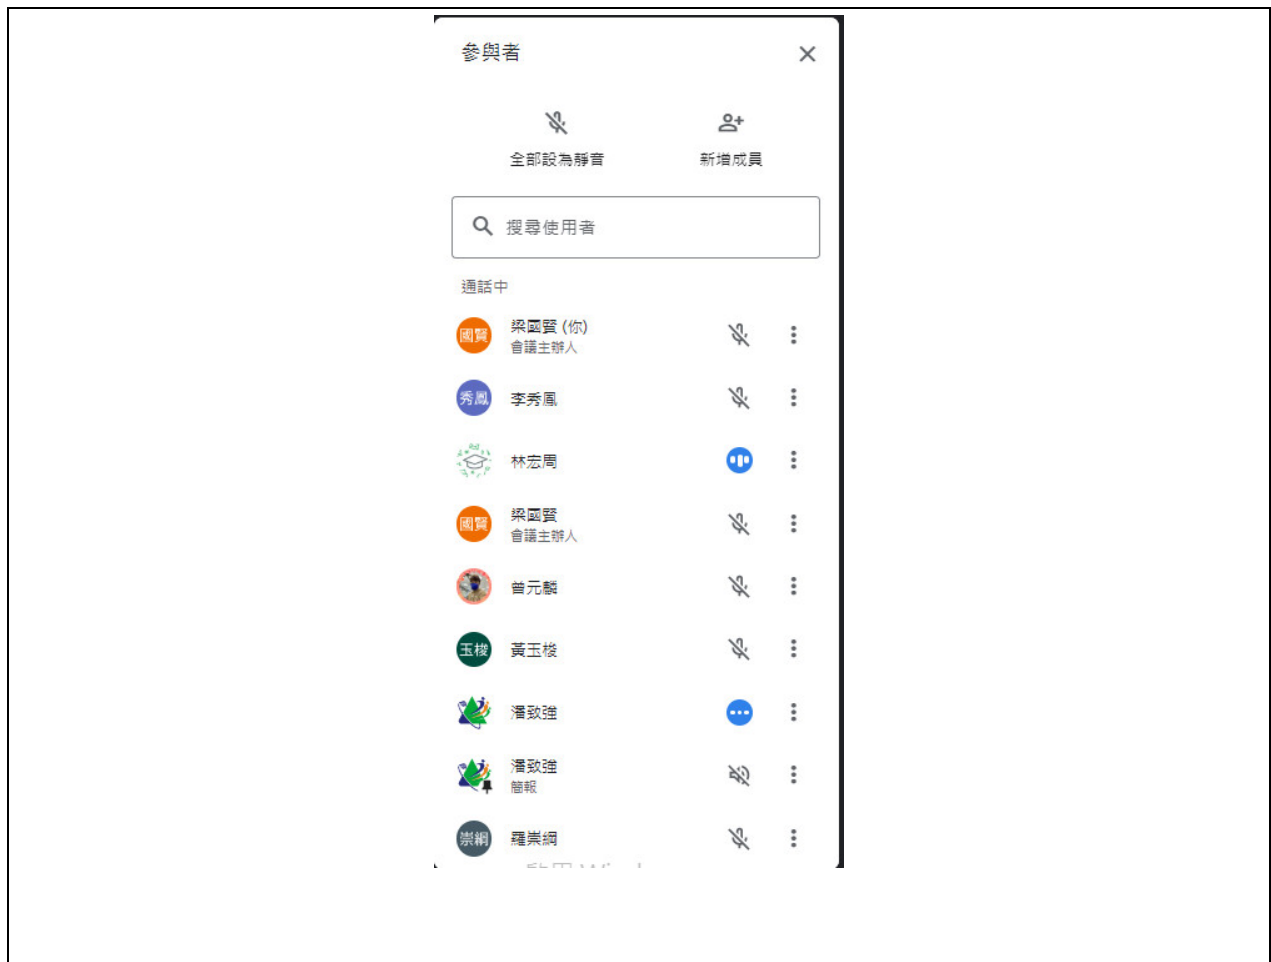 參與者
全部設為靜音
新增成員
搜尋使用者
通話中
國賢
梁國賢 (你)
會議主辦人
秀鳳
李秀鳳
林宏周
國賢
梁國賢
會議主辦人
曾元麟
玉梭
黃玉梭
潘致強
潘致強
簡報
崇綱
羅崇綱